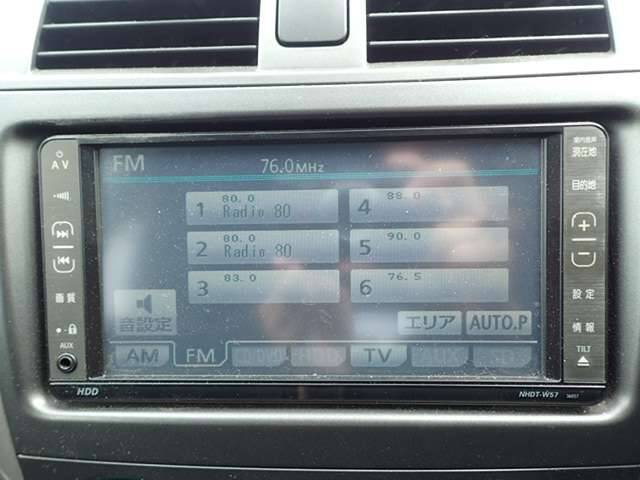 AV
画質
AUX
HDD
FM
76.0MHz
1 80.0 Radio 80
2 80.0 Radio 80
3 83.0
4 88.0
5 90.0
6 76.5
音設定
エリア
AUTO.P
AM
FM
TV
AUX
現在地
目的地
+
−
設定
情報
TILT
NHDT-W57